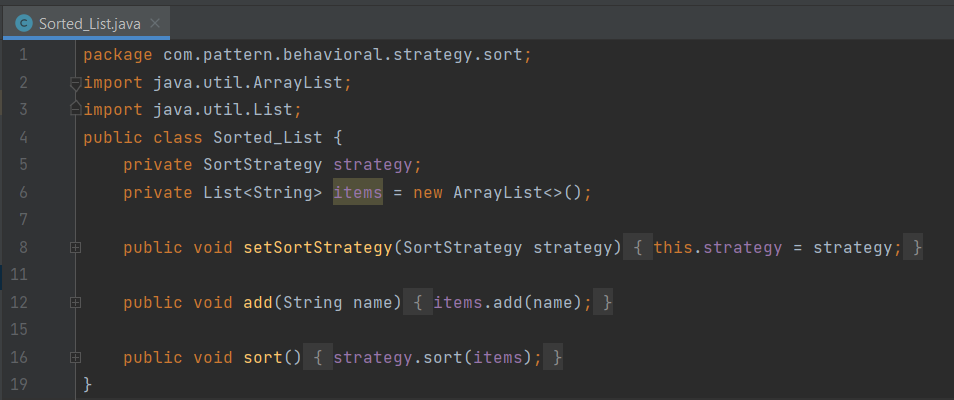 Sorted_List.java
1 package com.pattern.behavioral.strategy.sort;
2 import java.util.ArrayList;
3 import java.util.List;
4 public class Sorted_List {
5     private SortStrategy strategy;
6     private List<String> items = new ArrayList<>();
7
8     public void setSortStrategy(SortStrategy strategy) { this.strategy = strategy; }
11
12     public void add(String name) { items.add(name); }
15
16     public void sort() { strategy.sort(items); }
19 }